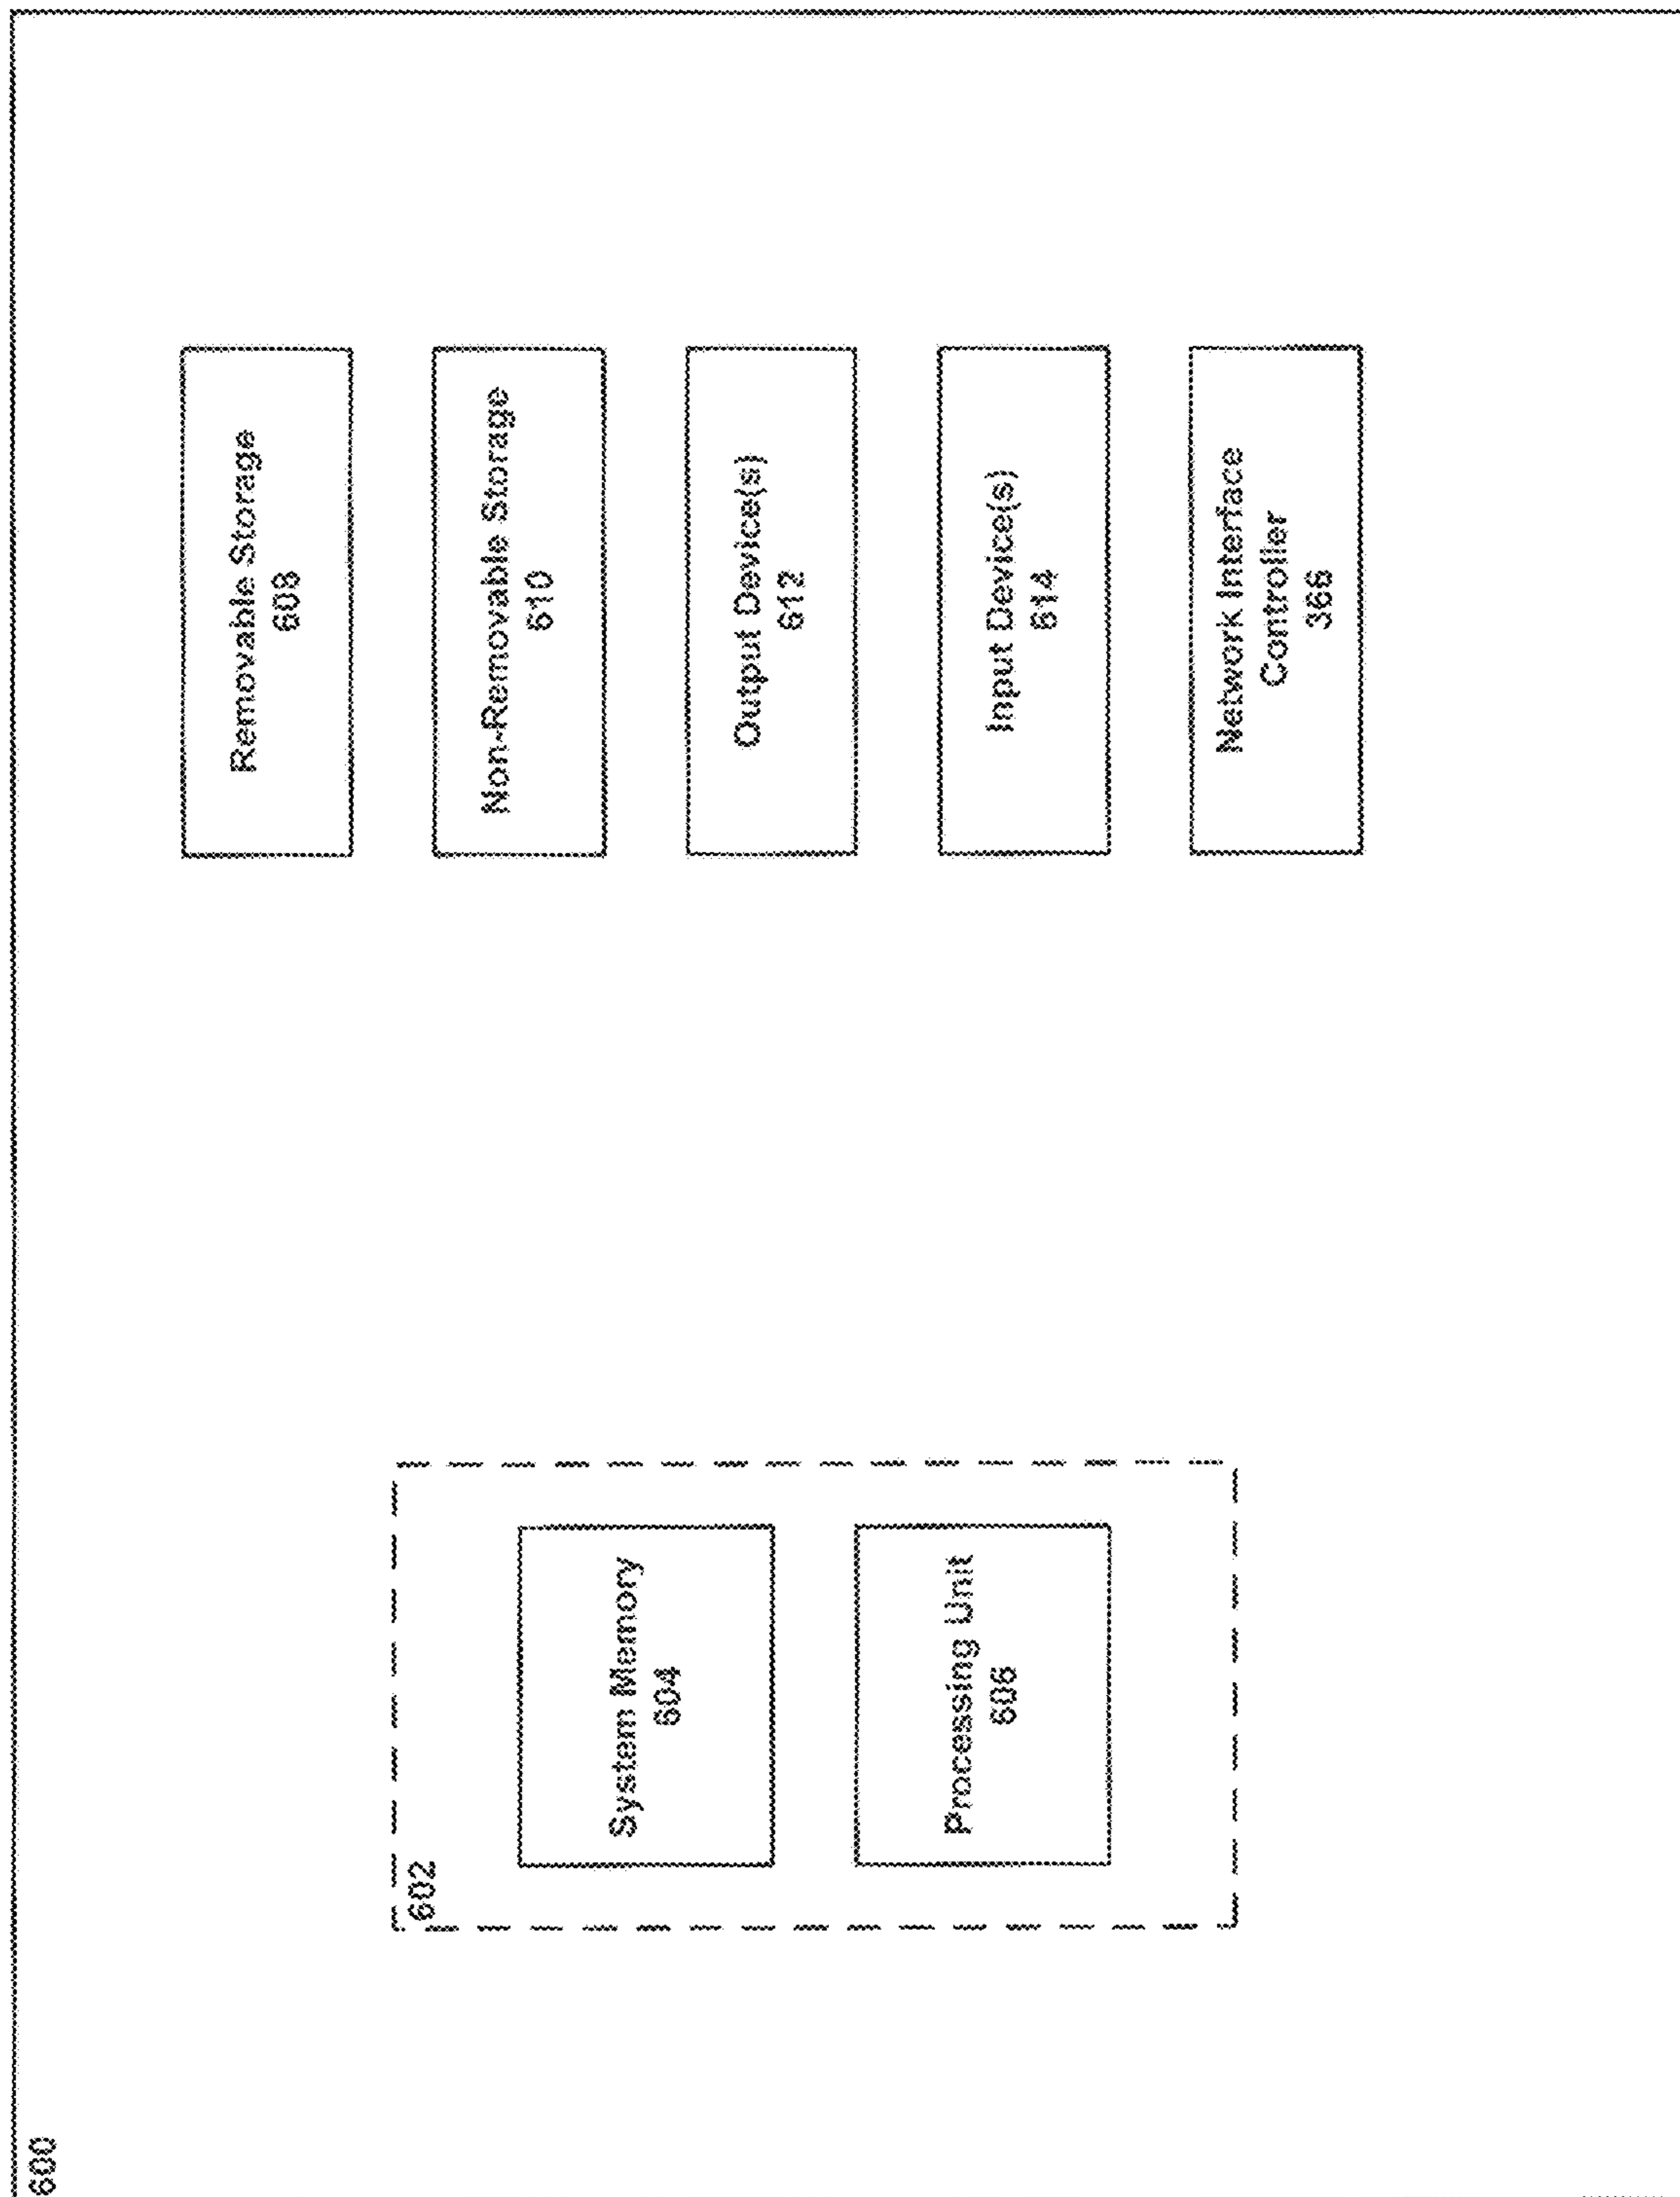 600
602
System Memory
604
Processing Unit
606
Removable Storage
608
Non-Removable Storage
610
Output Device(s)
612
Input Device(s)
614
Network Interface
Controller
366